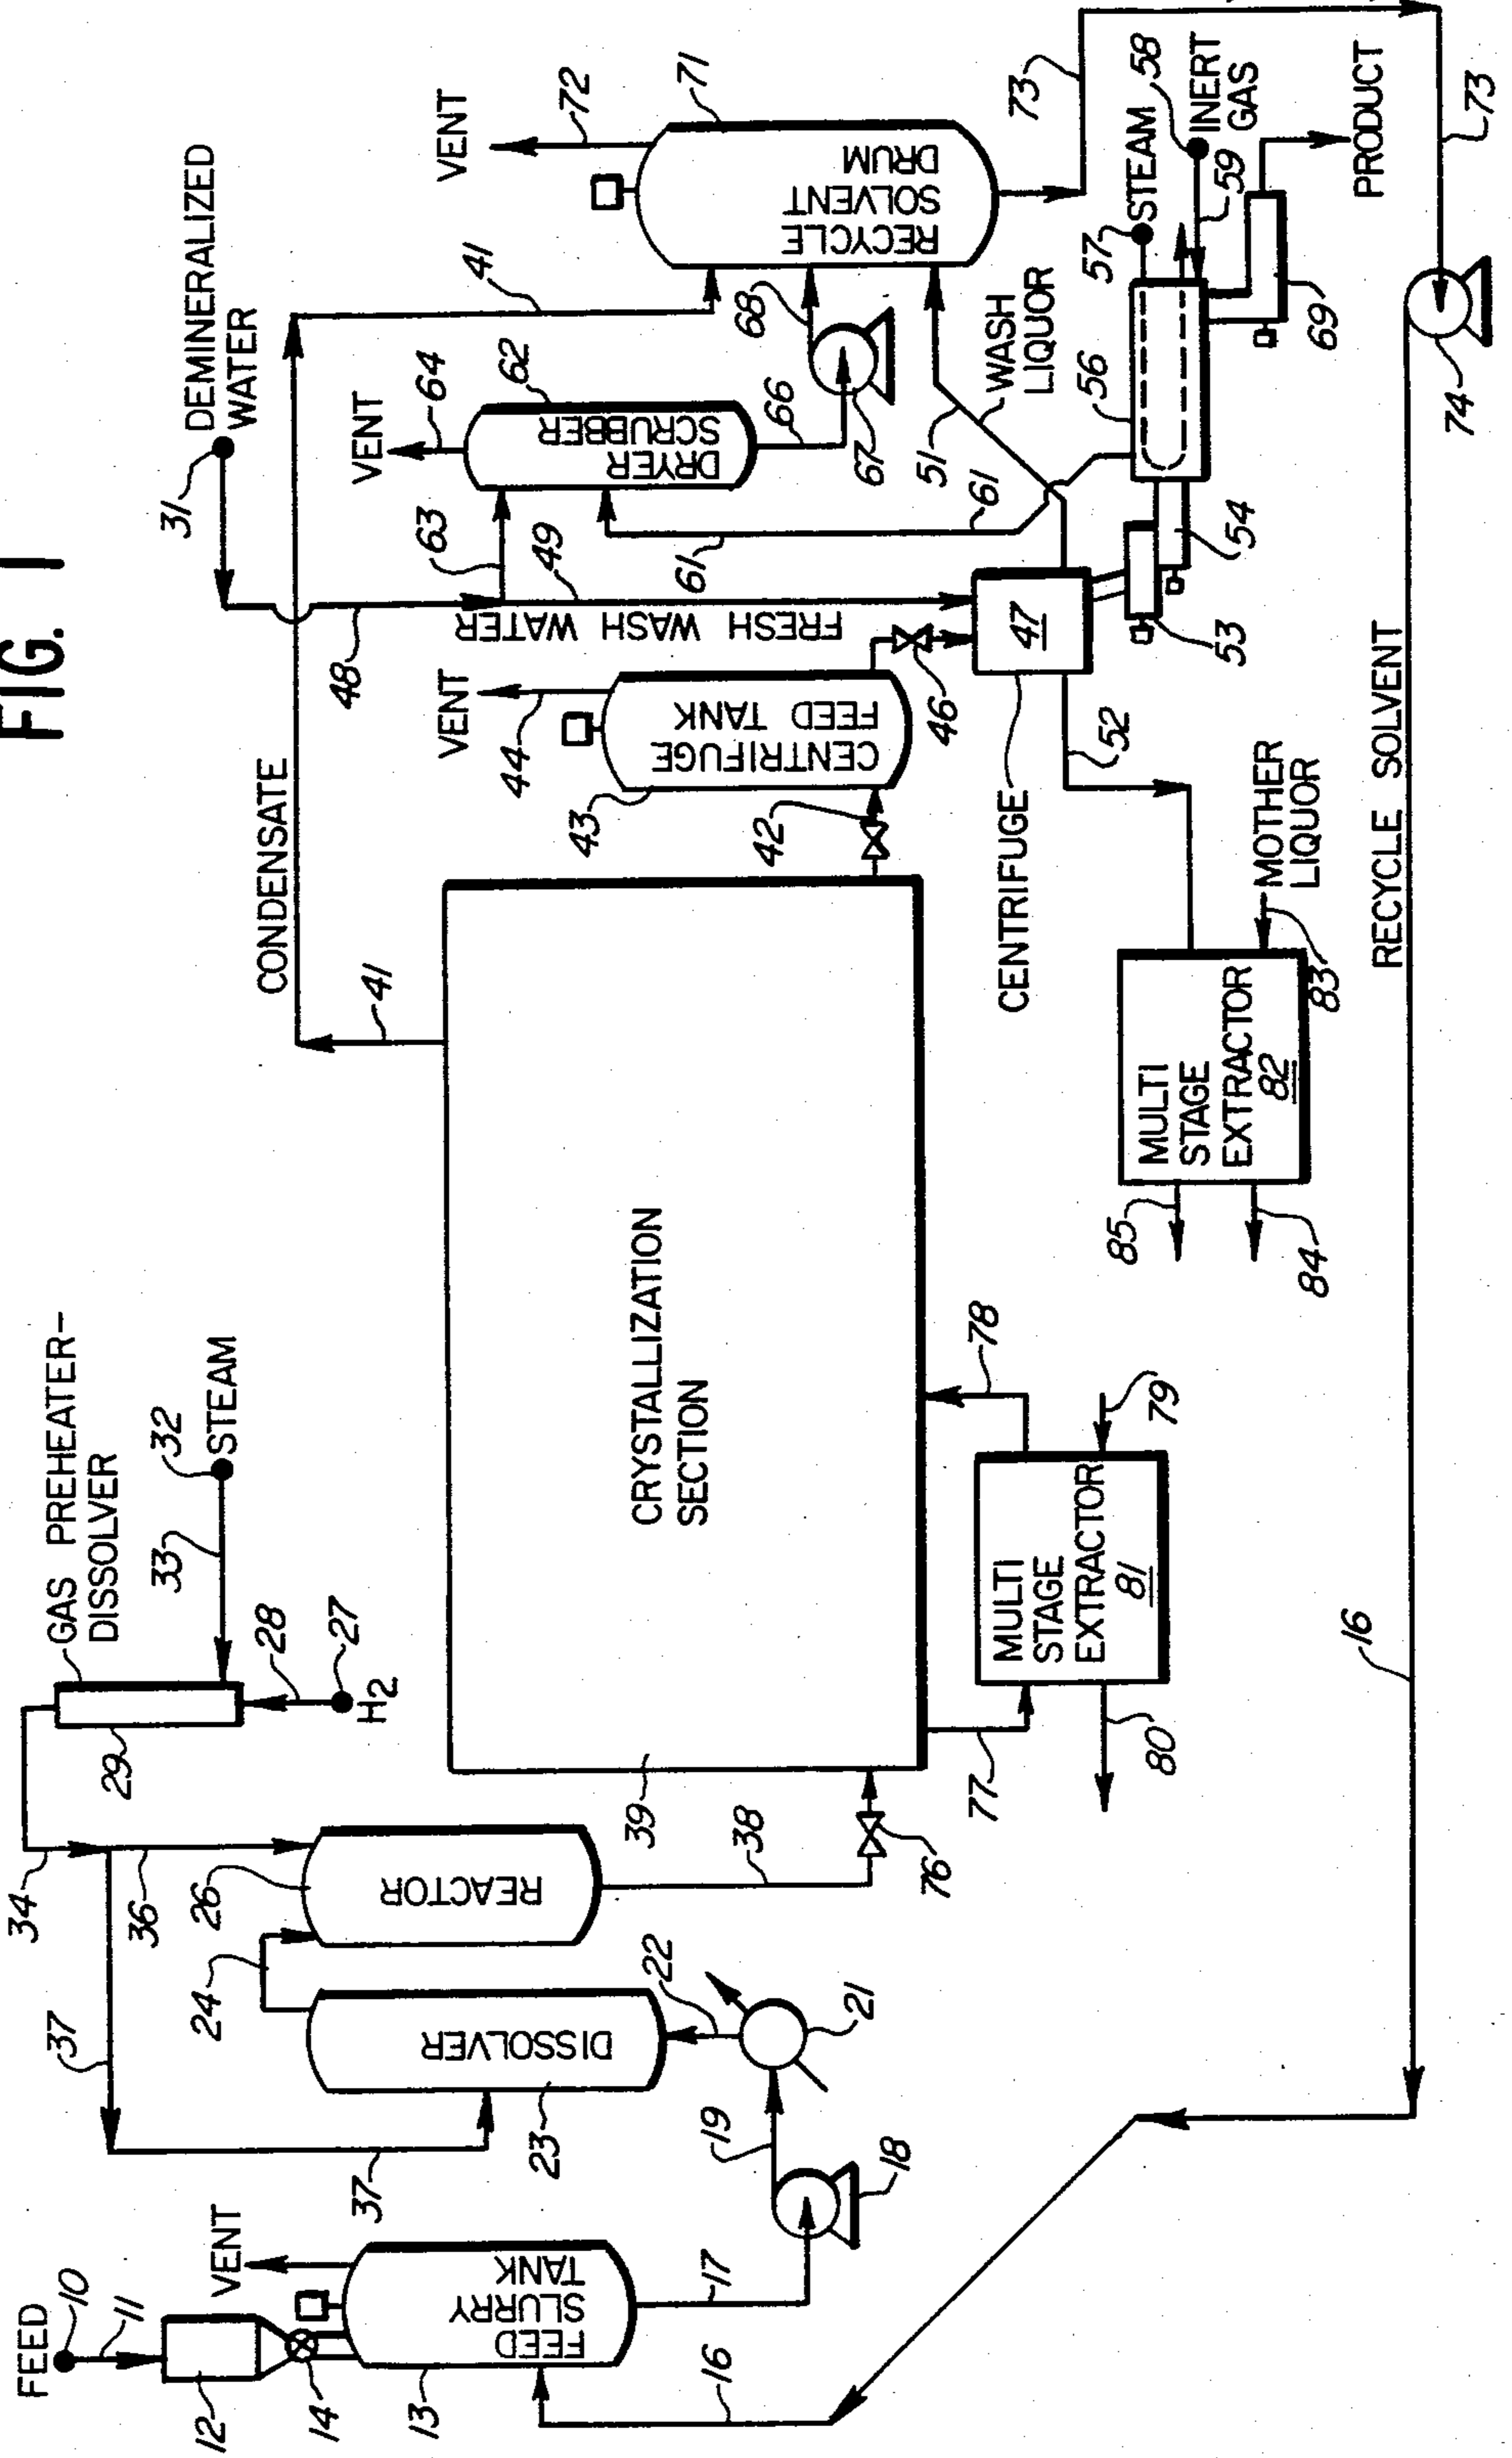 FIG. 1
FEED
10
11
12
14
13
VENT
FEED
SLURRY
TANK
16
17
18
19
21
22
DISSOLVER
23
37
37
24
REACTOR
26
34
36
29
GAS PREHEATER-
DISSOLVER
33
32
STEAM
28
27
H2
38
76
39
CRYSTALLIZATION
SECTION
77
80
MULTI
STAGE
EXTRACTOR
81
78
79
41
CONDENSATE
41
42
43
CENTRIFUGE
FEED TANK
VENT
44
46
CENTRIFUGE
47
48
31
DEMINERALIZED
WATER
FRESH WASH WATER
49
63
VENT
64
62
DRYER
SCRUBBER
61
61
66
67
68
51
WASH
LIQUOR
RECYCLE
SOLVENT
DRUM
VENT
72
71
73
52
53
54
56
57
STEAM
58
INERT
GAS
59
69
PRODUCT
73
74
MULTI
STAGE
EXTRACTOR
82
MOTHER
LIQUOR
83
85
84
RECYCLE SOLVENT
16